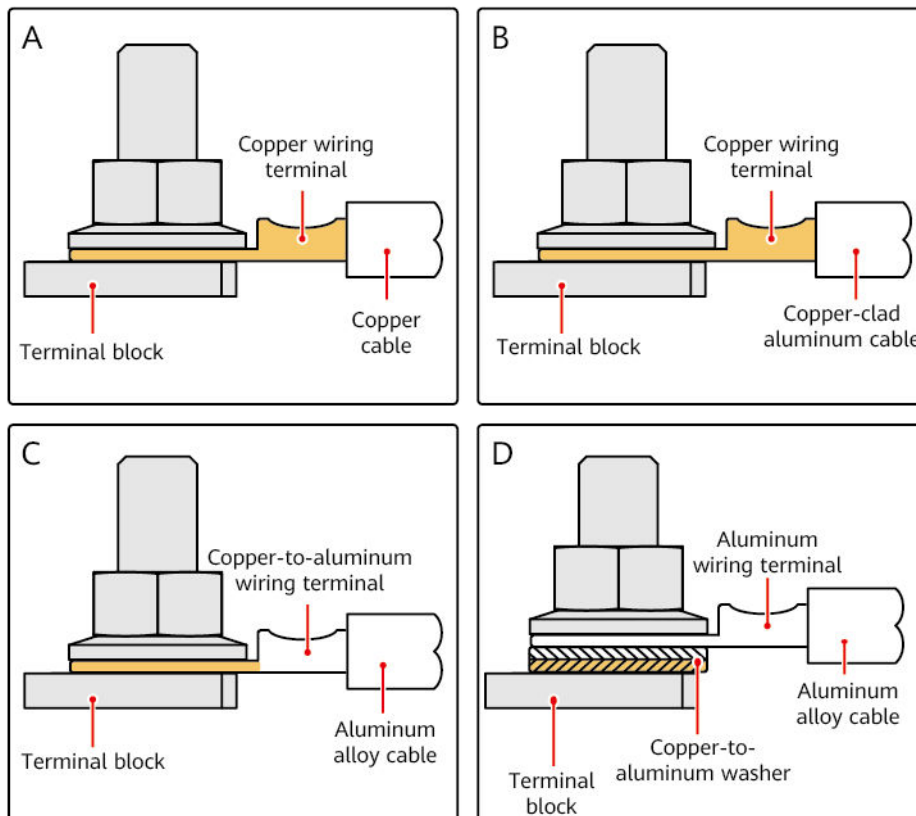 A
Copper wiring
terminal
Terminal block
Copper
cable
B
Copper wiring
terminal
Terminal block
Copper-clad
aluminum cable
C
Copper-to-aluminum
wiring terminal
Terminal block
Aluminum
alloy cable
D
Aluminum
wiring terminal
Aluminum
alloy cable
Copper-to-
aluminum washer
Terminal
block